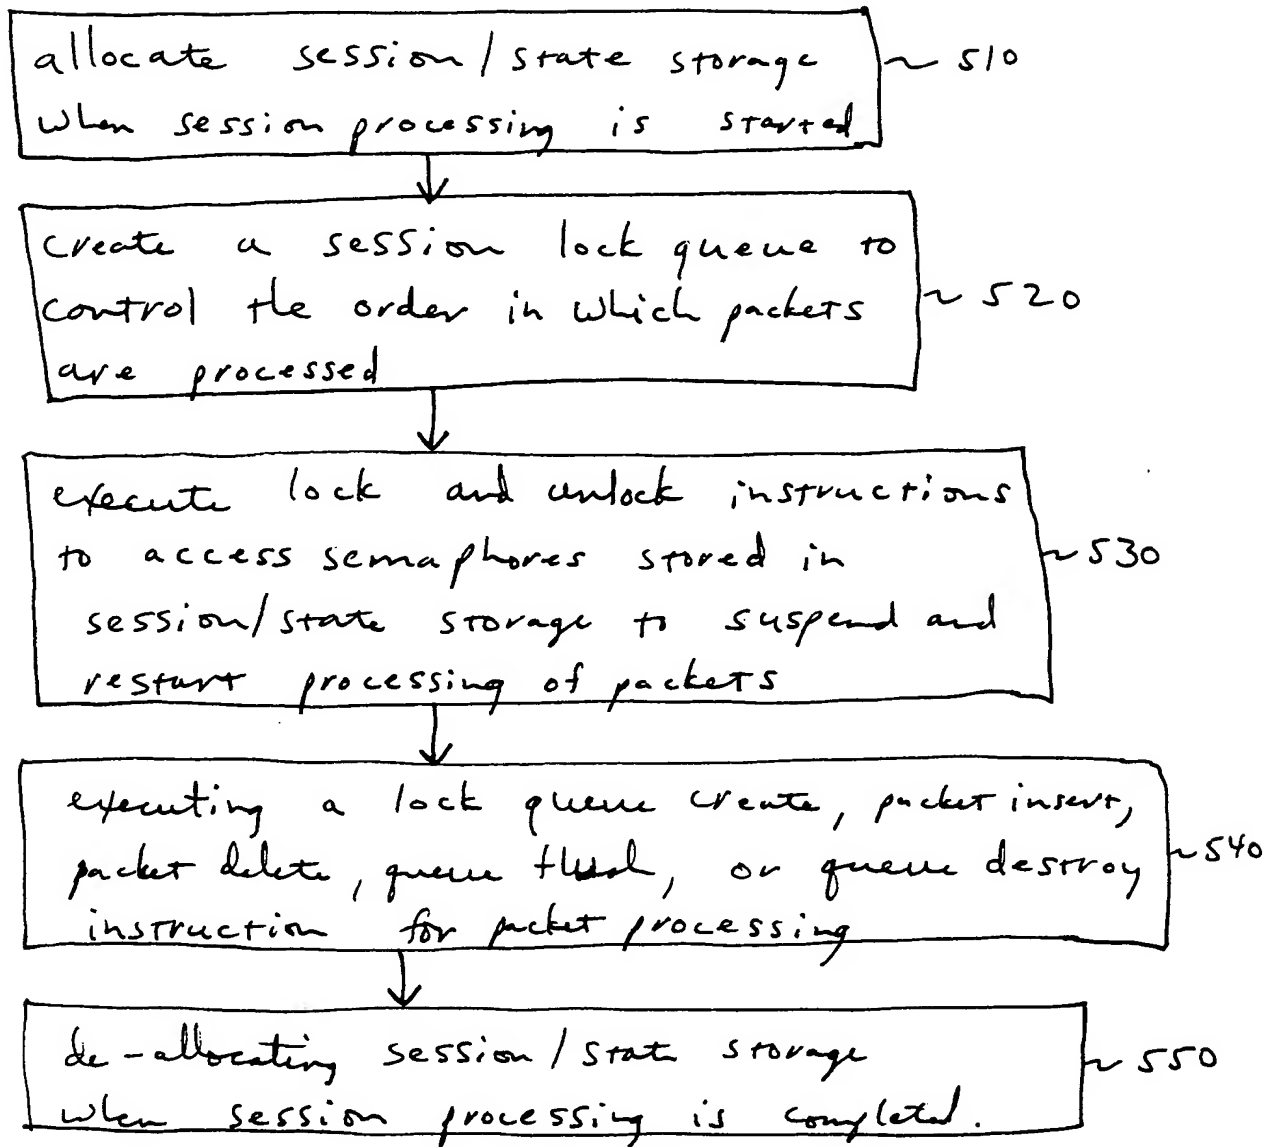 allocate session/state storage ~ 510
when session processing is started
create a session lock queue to
control the order in which packets ~ 520
are processed
execute lock and unlock instructions
to access semaphores stored in ~ 530
session/state storage to suspend and
restart processing of packets
executing a lock queue create, packet insert,
packet delete, queue flush, or queue destroy ~ 540
instruction for packet processing
de-allocating session/state storage ~ 550
when session processing is completed.